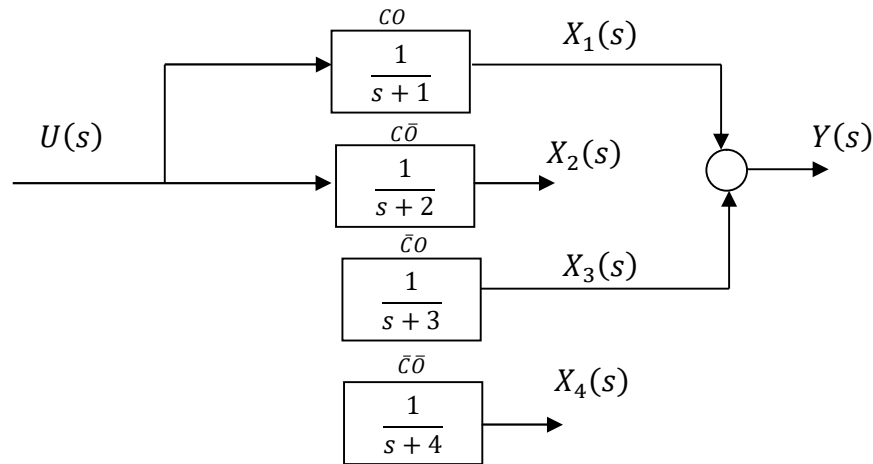 CO
X₁(s)
1
s + 1
U(s)
CŌ
X₂(s)
Y(s)
1
s + 2
C̄O
X₃(s)
1
s + 3
C̄Ō
X₄(s)
1
s + 4